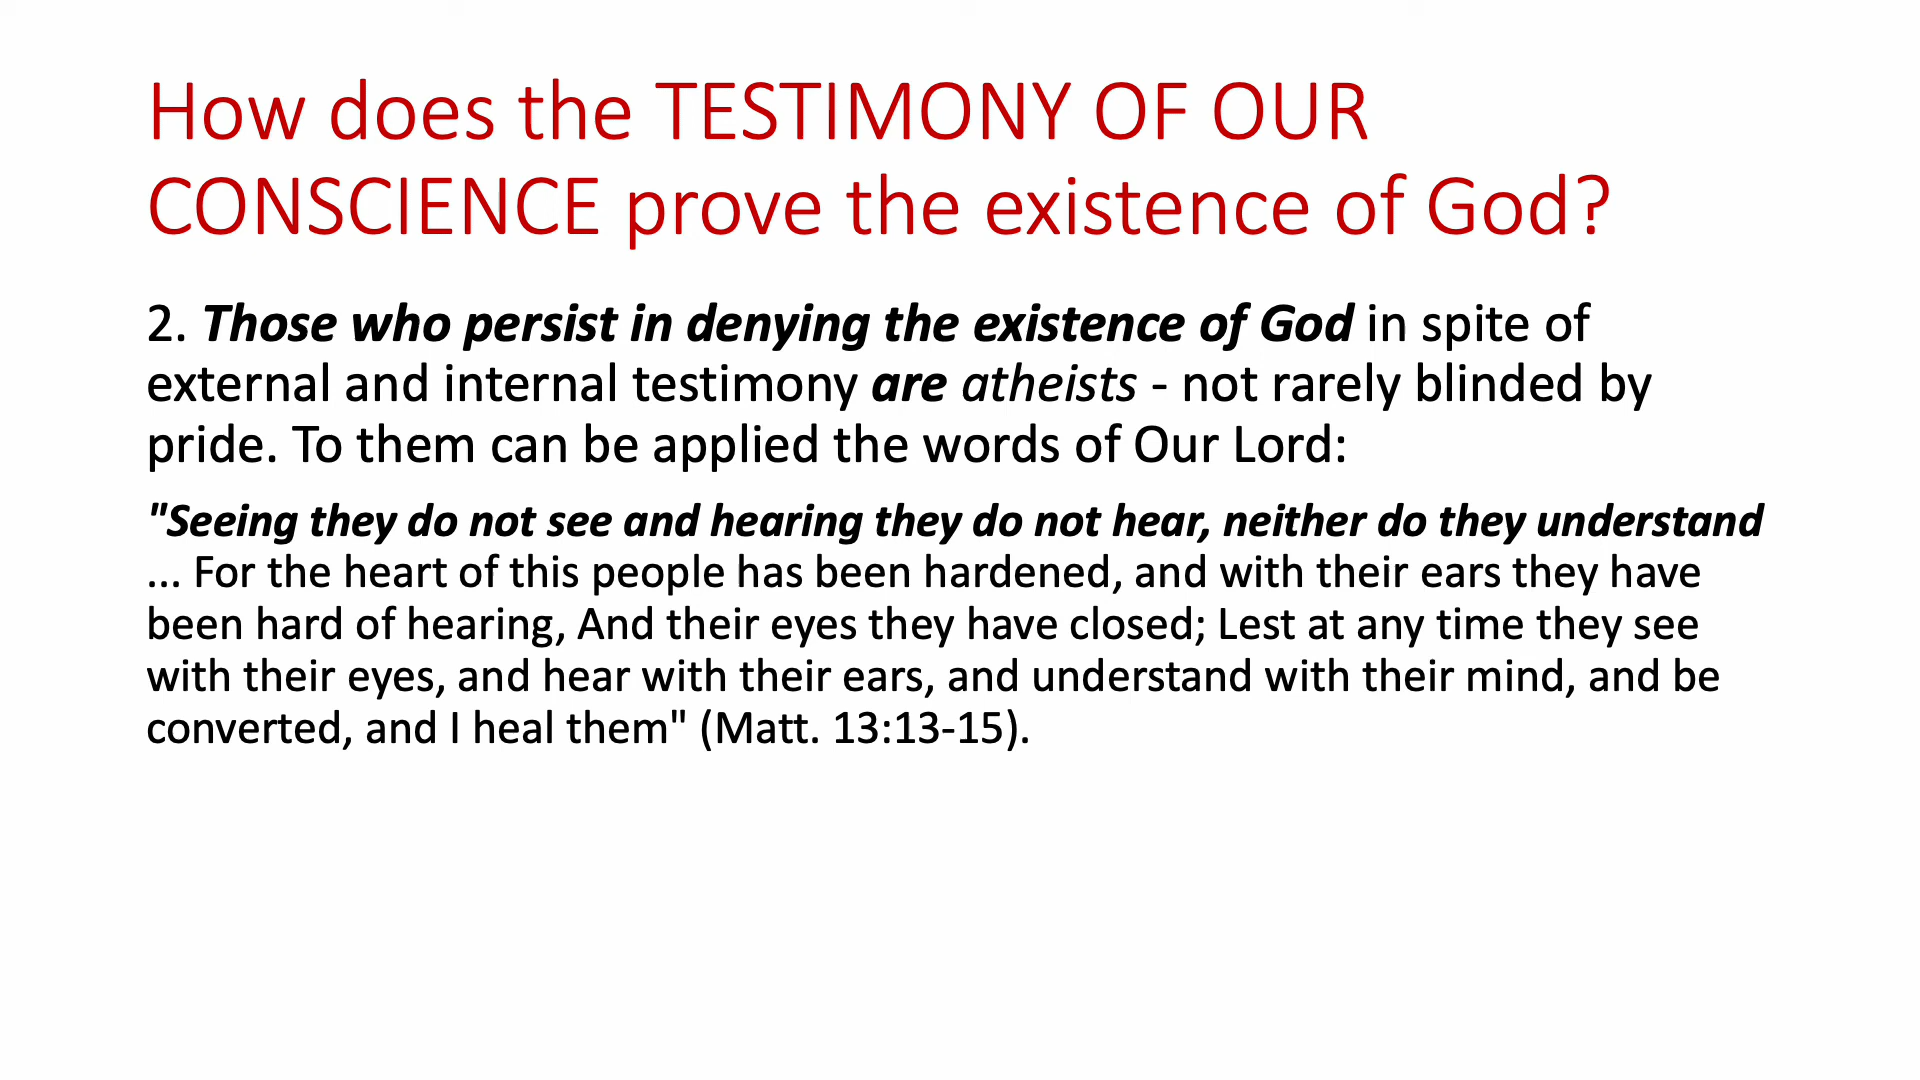 How does the TESTIMONY OF OUR
CONSCIENCE prove the existence of God?
2. Those who persist in denying the existence of God in spite of
external and internal testimony are atheists - not rarely blinded by
pride. To them can be applied the words of Our Lord:
"Seeing they do not see and hearing they do not hear, neither do they understand
... For the heart of this people has been hardened, and with their ears they have
been hard of hearing, And their eyes they have closed; Lest at any time they see
with their eyes, and hear with their ears, and understand with their mind, and be
converted, and I heal them" (Matt. 13:13-15).